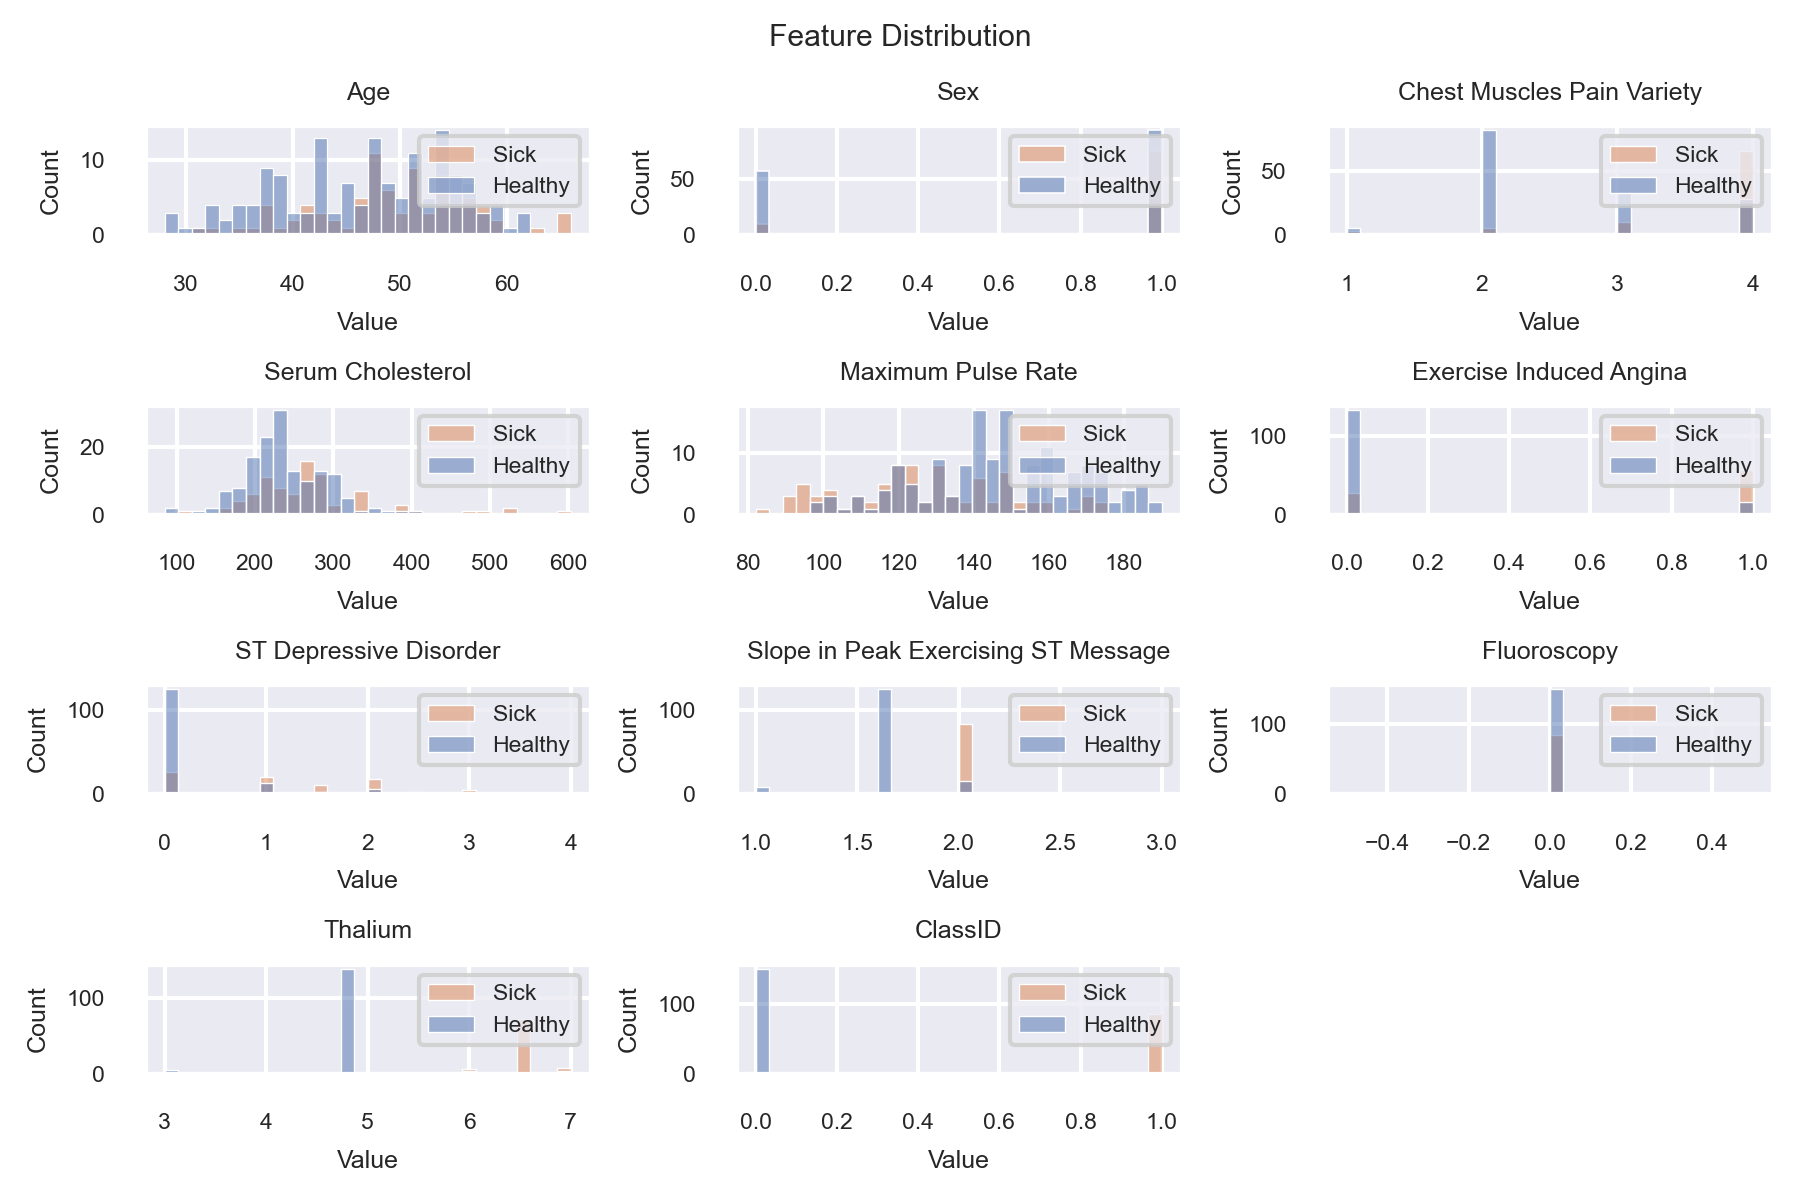 Feature Distribution
Age
Count
10
0
Sick
Healthy
30 40 50 60
Value
Sex
Count
50
0
Sick
Healthy
0.0 0.2 0.4 0.6 0.8 1.0
Value
Chest Muscles Pain Variety
Count
50
0
Sick
Healthy
1 2 3 4
Value
Serum Cholesterol
Count
20
0
Sick
Healthy
100 200 300 400 500 600
Value
Maximum Pulse Rate
Count
10
0
Sick
Healthy
80 100 120 140 160 180
Value
Exercise Induced Angina
Count
100
0
Sick
Healthy
0.0 0.2 0.4 0.6 0.8 1.0
Value
ST Depressive Disorder
Count
100
0
Sick
Healthy
0 1 2 3 4
Value
Slope in Peak Exercising ST Message
Count
100
0
Sick
Healthy
1.0 1.5 2.0 2.5 3.0
Value
Fluoroscopy
Count
100
0
Sick
Healthy
−0.4 −0.2 0.0 0.2 0.4
Value
Thalium
Count
100
0
Sick
Healthy
3 4 5 6 7
Value
ClassID
Count
100
0
Sick
Healthy
0.0 0.2 0.4 0.6 0.8 1.0
Value